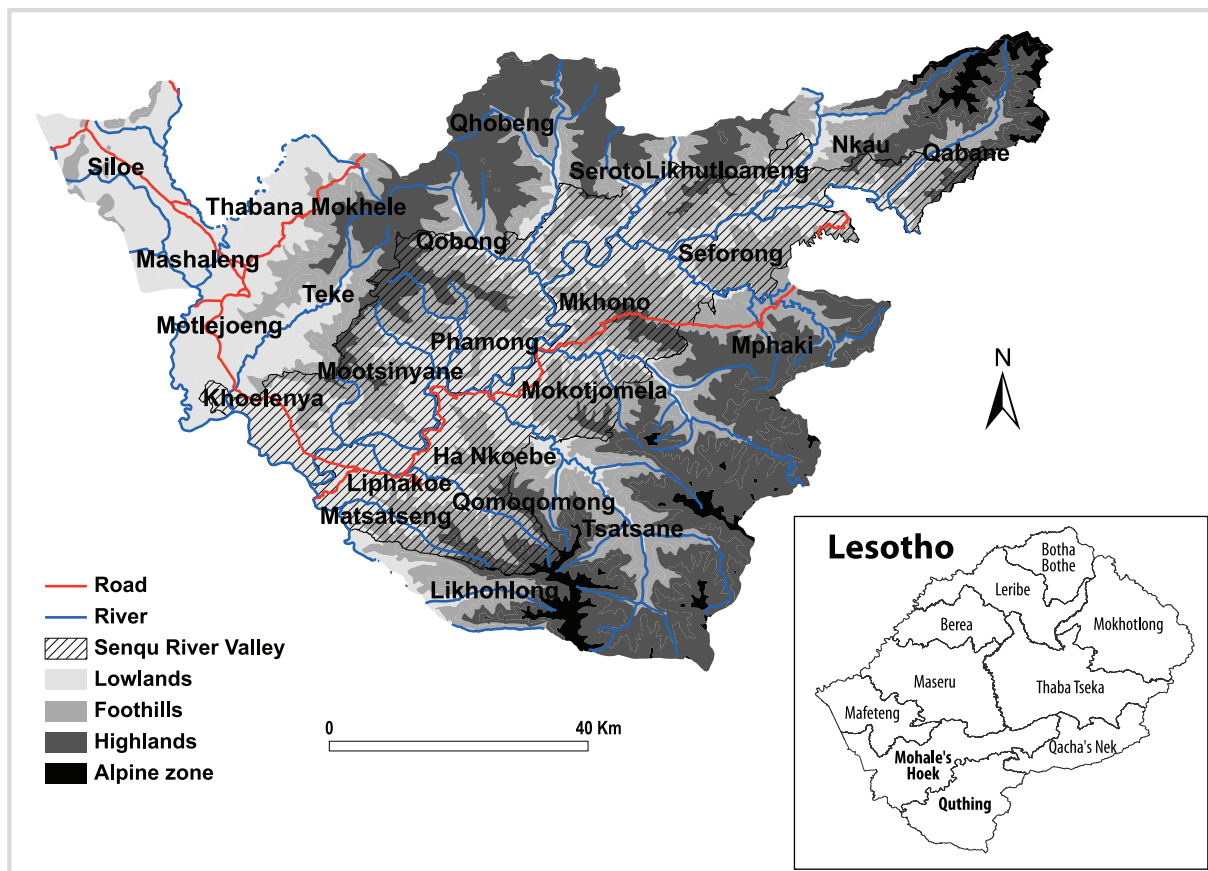 Qhobeng
Siloe
Seroto
Likhutloaneng
Nkau
Qabane
Thabana Mokhele
Qobong
Mashaleng
Seforong
Teke
Mkhono
Motlejoeng
Phamong
Mphaki
Mootsinyane
Khoelenya
Mokotjomela
N
Ha Nkoebe
Liphakoe
Qomoqomong
Matsatseng
Tsatsane
Likhohlong
Road
River
Senqu River Valley
Lowlands
Foothills
Highlands
Alpine zone
0 40 Km
Lesotho
Botha
Bothe
Leribe
Mokhotlong
Berea
Maseru
Thaba Tseka
Mafeteng
Qacha's Nek
Mohale's
Hoek
Quthing